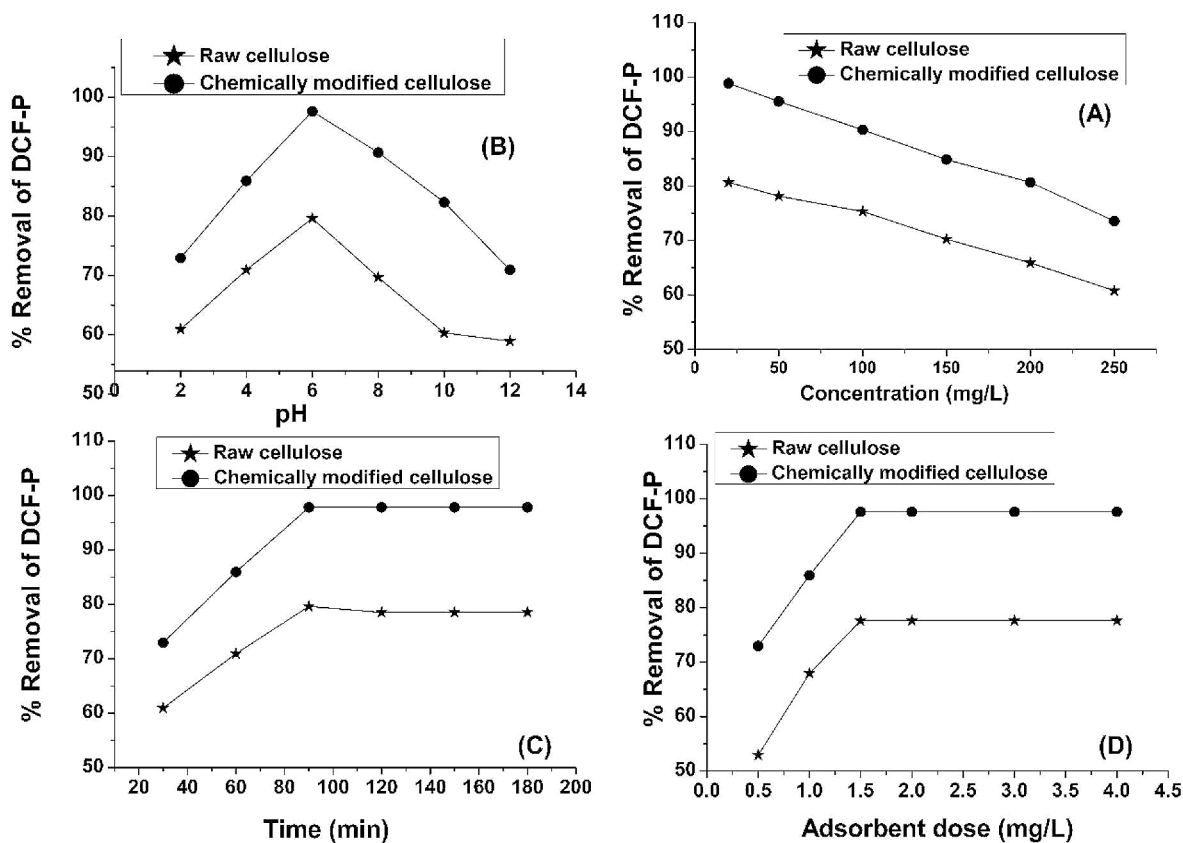 Raw cellulose
Chemically modified cellulose
% Removal of DCF-P
100
90
80
70
60
50
(B)
0 2 4 6 8 10 12 14
pH
Raw cellulose
Chemically modified cellulose
% Removal of DCF-P
110
100
90
80
70
60
50
(A)
0 50 100 150 200 250
Concentration (mg/L)
Raw cellulose
Chemically modified cellulose
% Removal of DCF-P
110
100
90
80
70
60
50
(C)
20 40 60 80 100 120 140 160 180 200
Time (min)
Raw cellulose
Chemically modified cellulose
% Removal of DCF-P
110
100
90
80
70
60
50
(D)
0.0 0.5 1.0 1.5 2.0 2.5 3.0 3.5 4.0 4.5
Adsorbent dose (mg/L)